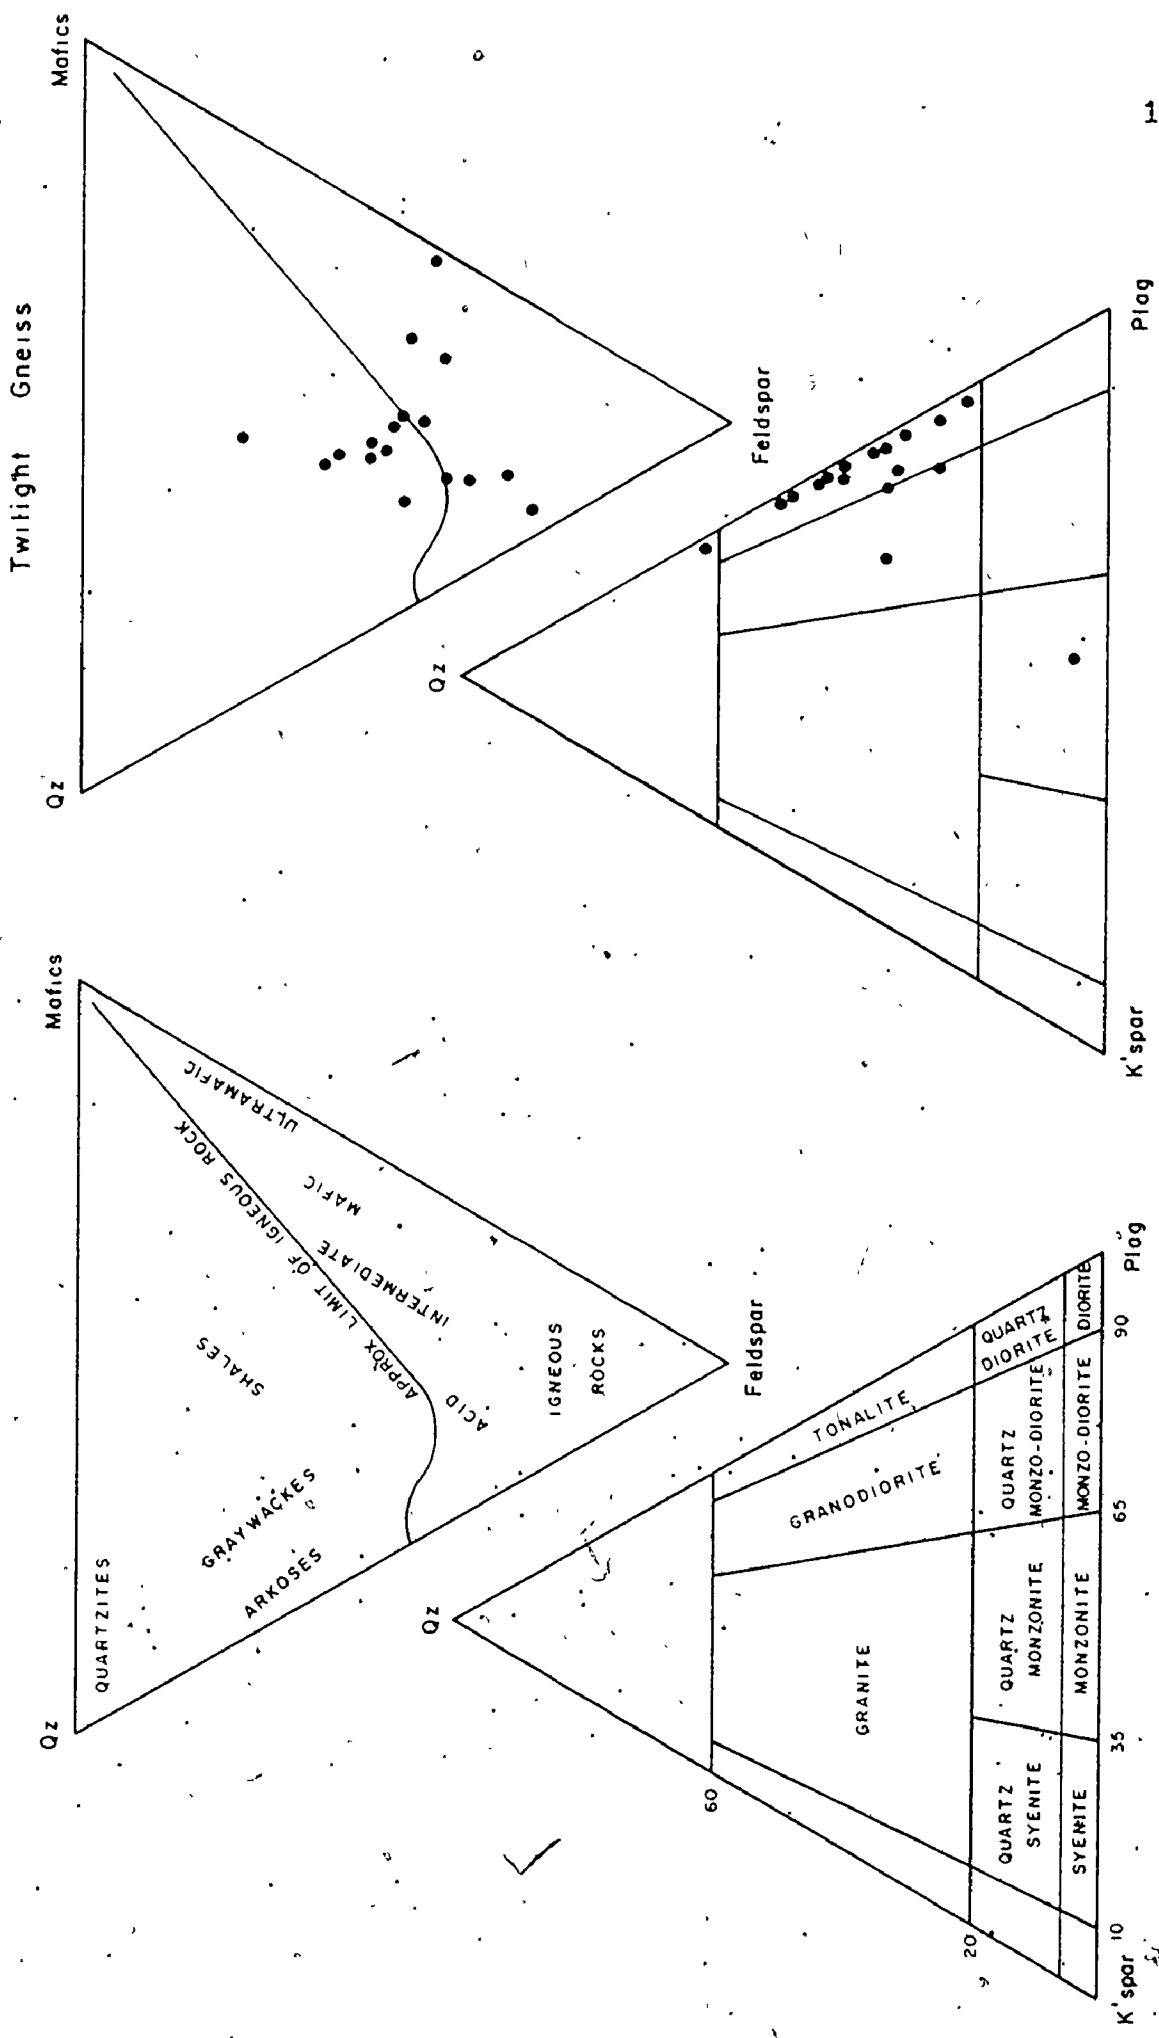 Twilight Gneiss
Qz
Mafics
Feldspar
Qz
K'spar
Plag
Qz
Mafics
QUARTZITES
GRAYWACKES
ARKOSES
SHALES
APPROX LIMIT OF IGNEOUS ROCK
ULTRAMAFIC
MAFIC
INTERMEDIATE
ACID
IGNEOUS
ROCKS
Feldspar
Qz
60
TONALITE
GRANODIORITE
GRANITE
20
QUARTZ
SYENITE
QUARTZ
MONZONITE
QUARTZ
MONZO-DIORITE
QUARTZ
DIORITE
SYENITE
MONZONITE
MONZO-DIORITE
DIORITE
K'spar
10
35
65
90
Plag